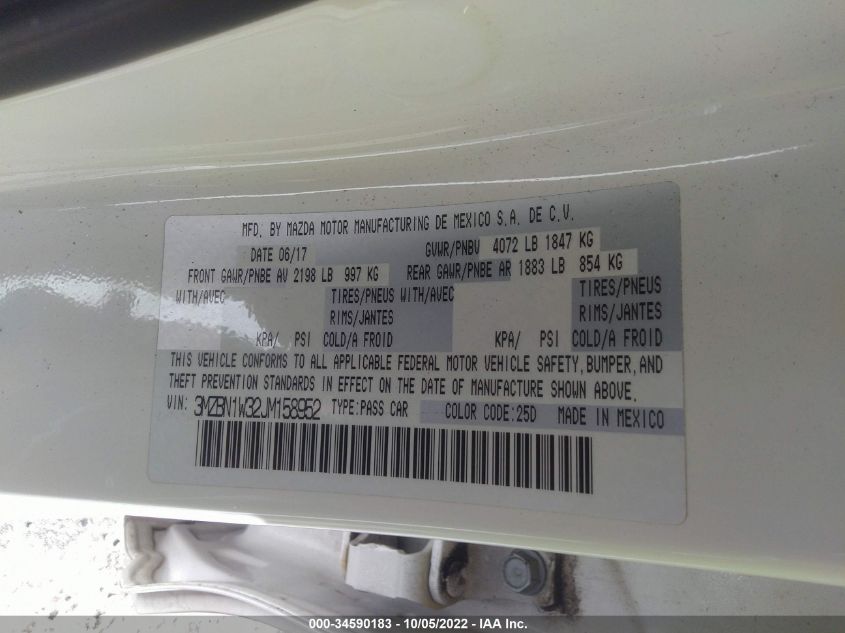 MFD. BY MAZDA MOTOR MANUFACTURING DE MEXICO S.A. DE C.V.
DATE 06/17 GVWR/PNBV 4072 LB 1847 KG
FRONT GAWR/PNBE AV 2198 LB 997 KG REAR GAWR/PNBE AR 1883 LB 854 KG
WITH/AVEC TIRES/PNEUS WITH/AVEC TIRES/PNEUS
RIMS/JANTES RIMS/JANTES
KPA/ PSI COLD/A FROID KPA/ PSI COLD/A FROID
THIS VEHICLE CONFORMS TO ALL APPLICABLE FEDERAL MOTOR VEHICLE SAFETY, BUMPER, AND
THEFT PREVENTION STANDARDS IN EFFECT ON THE DATE OF MANUFACTURE SHOWN ABOVE.
VIN: 3MZBN1W32JM158952 TYPE:PASS CAR COLOR CODE:25D MADE IN MEXICO
000-34590183 - 10/05/2022 - IAA Inc.